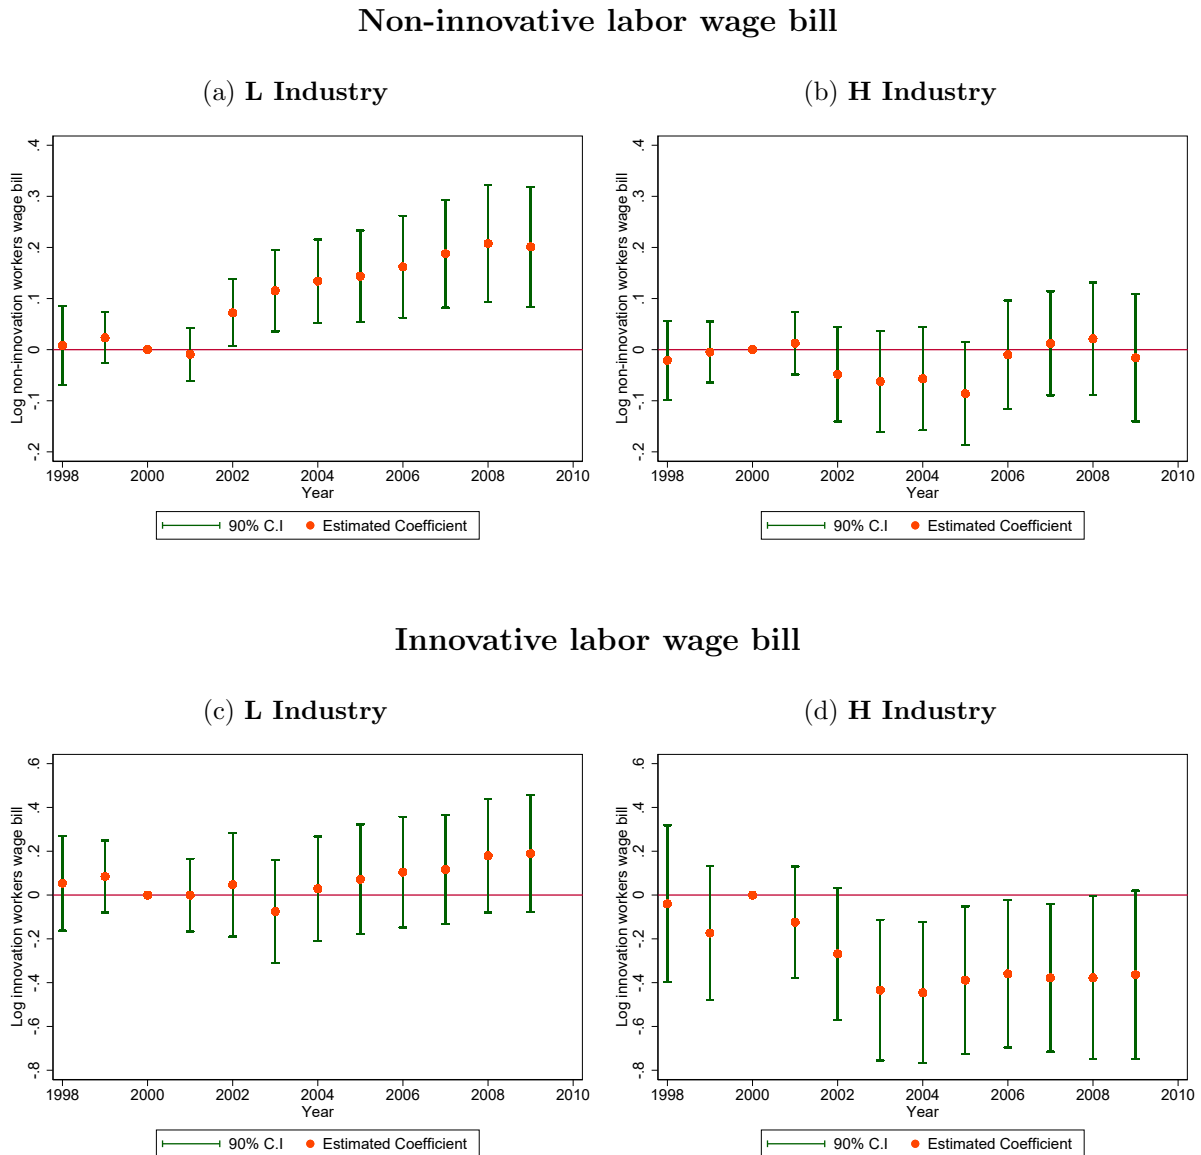 Non-innovative labor wage bill
(a) L Industry
(b) H Industry
Log non-innovation workers wage bill
.4
.3
.2
.1
0
-.1
-.2
1998
2000
2002
2004
2006
2008
2010
Year
90% C.I
Estimated Coefficient
Log non-innovation workers wage bill
.4
.3
.2
.1
0
-.1
-.2
1998
2000
2002
2004
2006
2008
2010
Year
90% C.I
Estimated Coefficient
Innovative labor wage bill
(c) L Industry
(d) H Industry
Log innovation workers wage bill
.6
.4
.2
0
-.2
-.4
-.6
-.8
1998
2000
2002
2004
2006
2008
2010
Year
90% C.I
Estimated Coefficient
Log innovation workers wage bill
.6
.4
.2
0
-.2
-.4
-.6
-.8
1998
2000
2002
2004
2006
2008
2010
Year
90% C.I
Estimated Coefficient